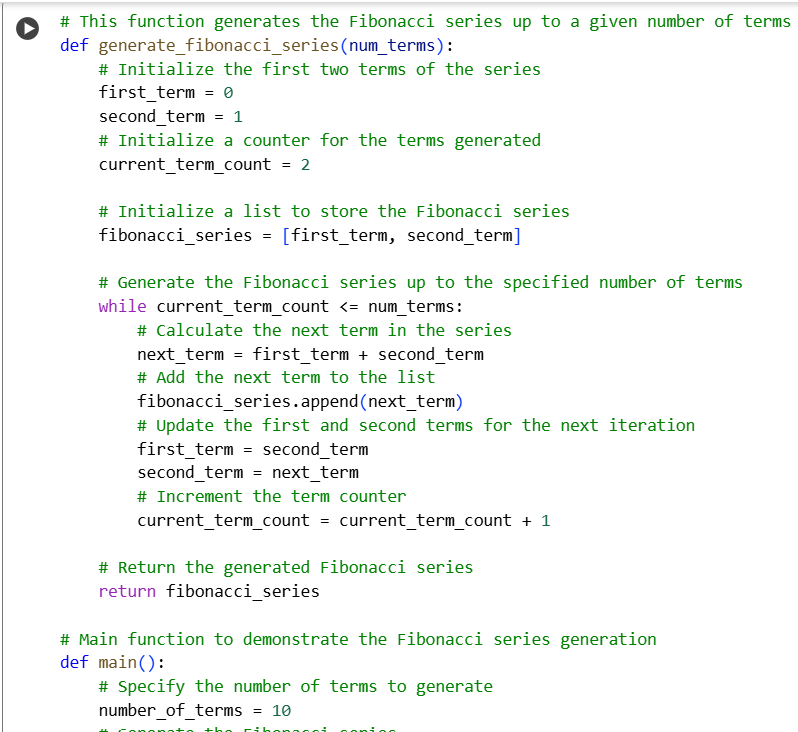 # This function generates the Fibonacci series up to a given number of terms
def generate_fibonacci_series(num_terms):
    # Initialize the first two terms of the series
    first_term = 0
    second_term = 1
    # Initialize a counter for the terms generated
    current_term_count = 2

    # Initialize a list to store the Fibonacci series
    fibonacci_series = [first_term, second_term]

    # Generate the Fibonacci series up to the specified number of terms
    while current_term_count <= num_terms:
        # Calculate the next term in the series
        next_term = first_term + second_term
        # Add the next term to the list
        fibonacci_series.append(next_term)
        # Update the first and second terms for the next iteration
        first_term = second_term
        second_term = next_term
        # Increment the term counter
        current_term_count = current_term_count + 1

    # Return the generated Fibonacci series
    return fibonacci_series

# Main function to demonstrate the Fibonacci series generation
def main():
    # Specify the number of terms to generate
    number_of_terms = 10
    # Generate the Fibonacci series